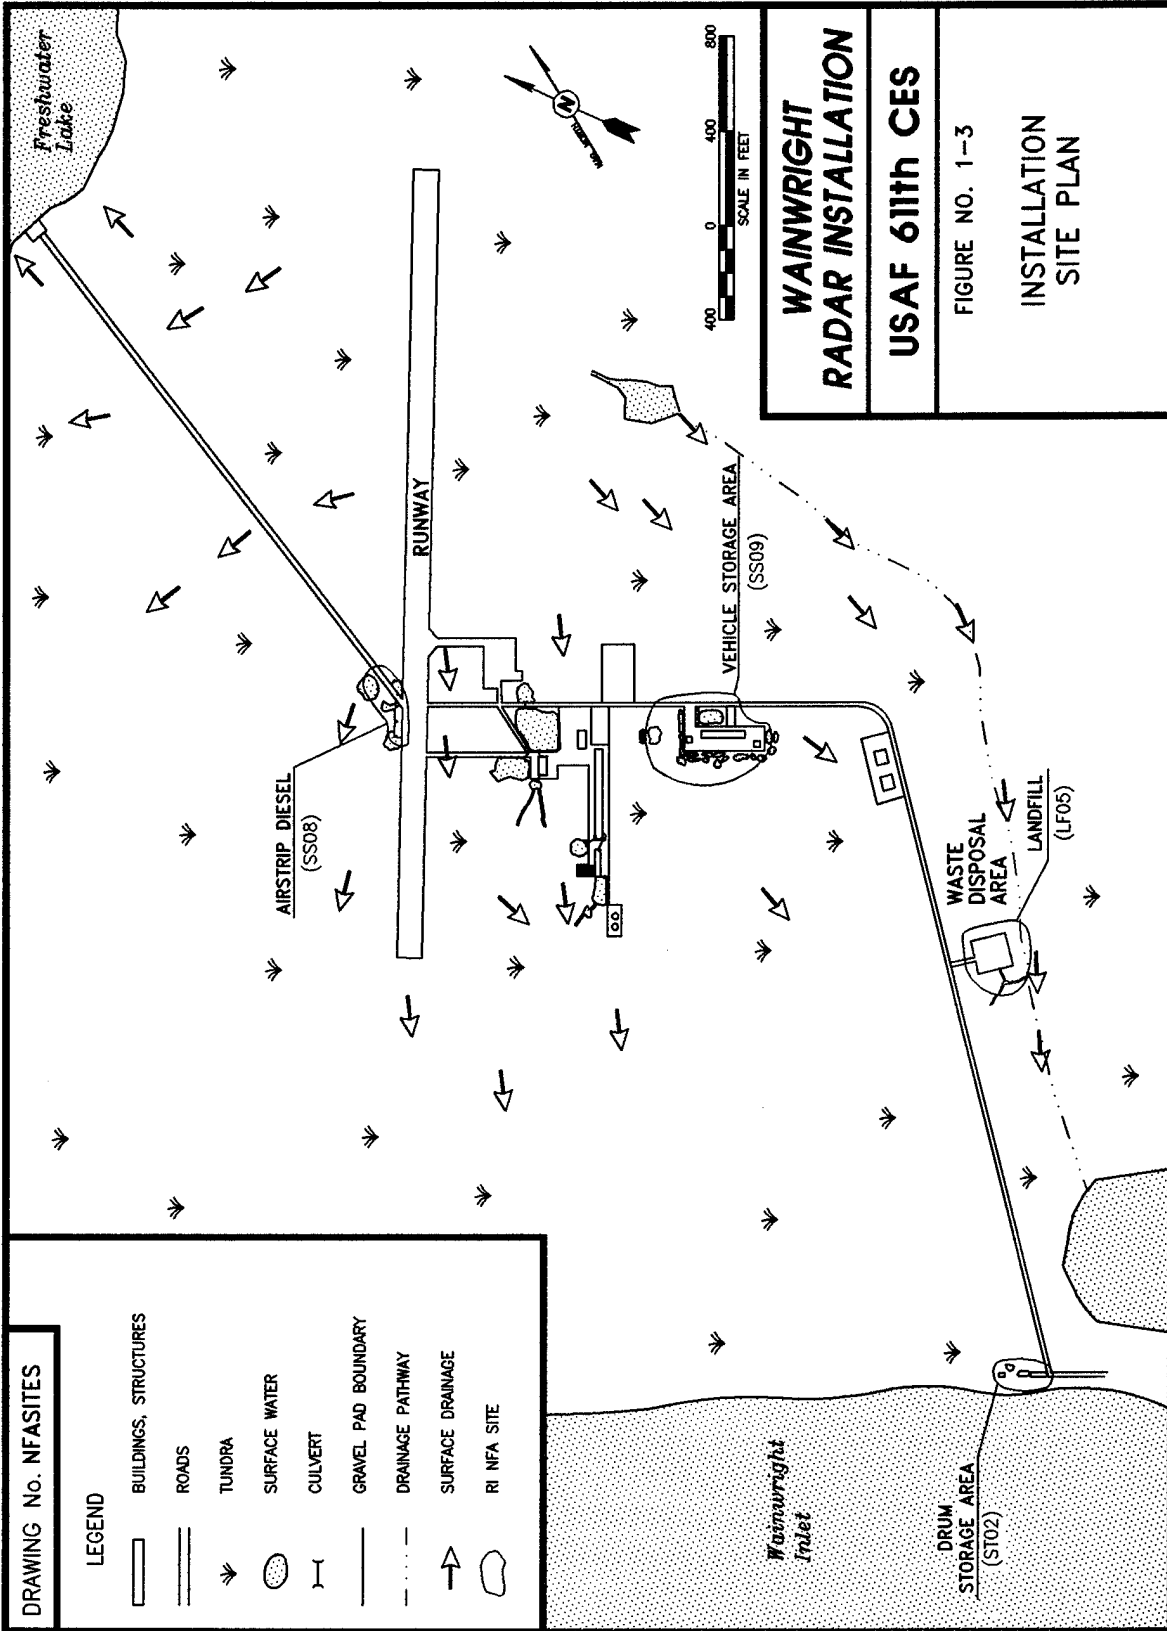 DRAWING No. NFASITES
LEGEND
BUILDINGS, STRUCTURES
ROADS
TUNDRA
SURFACE WATER
CULVERT
GRAVEL PAD BOUNDARY
DRAINAGE PATHWAY
SURFACE DRAINAGE
RI NFA SITE
Freshwater
Lake
RUNWAY
AIRSTRIP DIESEL
(SS08)
VEHICLE STORAGE AREA
(SS09)
WASTE
DISPOSAL
AREA
LANDFILL
(LF05)
Wainwright
Inlet
DRUM
STORAGE AREA
(ST02)
N
400 0 400 800
SCALE IN FEET
WAINWRIGHT
RADAR INSTALLATION
USAF 611th CES
FIGURE NO. 1-3
INSTALLATION
SITE PLAN